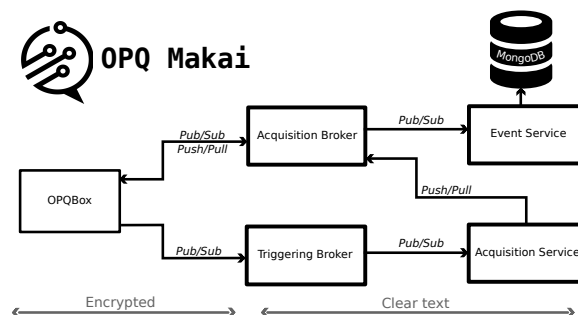 OPQ Makai
MongoDB
Pub/Sub
Push/Pull
Acquisition Broker
Pub/Sub
Event Service
OPQBox
Push/Pull
Pub/Sub
Triggering Broker
Pub/Sub
Acquisition Service
Encrypted
Clear text